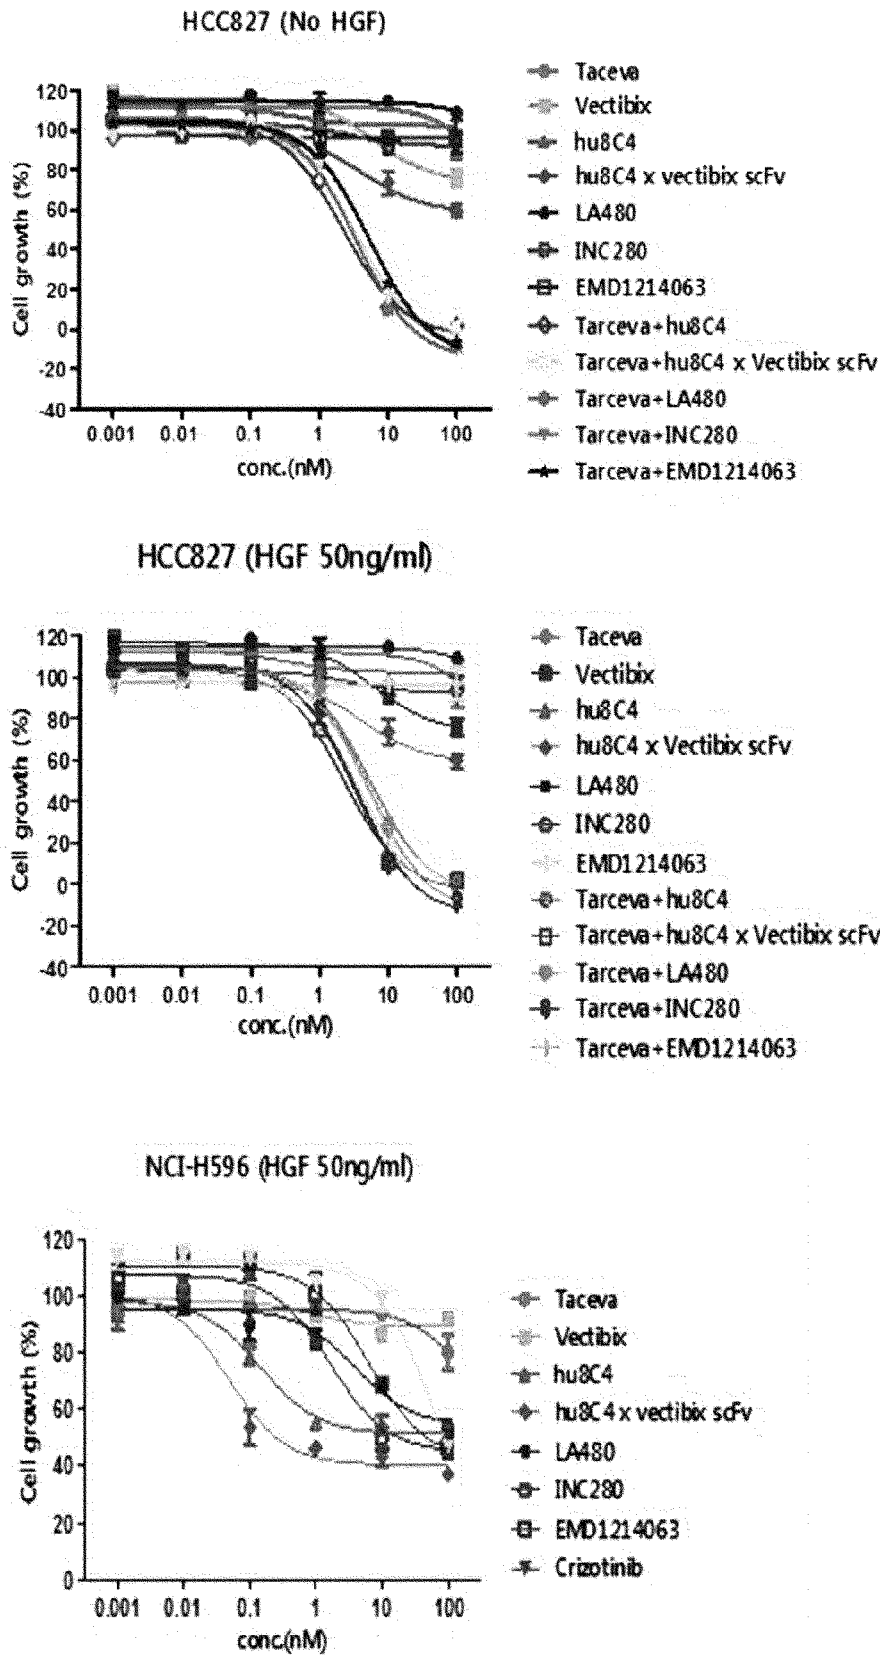 HCC827 (No HGF)
Cell growth (%)
120
100
80
60
40
20
0
-20
-40
0.001 0.01 0.1 1 10 100
conc.(nM)
Taceva
Vectibix
hu8C4
hu8C4 x vectibix scFv
LA480
INC280
EMD1214063
Tarceva+hu8C4
Tarceva+hu8C4 x Vectibix scFv
Tarceva+LA480
Tarceva+INC280
Tarceva+EMD1214063
HCC827 (HGF 50ng/ml)
Cell growth (%)
120
100
80
60
40
20
0
-20
-40
0.001 0.01 0.1 1 10 100
conc.(nM)
Taceva
Vectibix
hu8C4
hu8C4 x Vectibix scFv
LA480
INC280
EMD1214063
Tarceva+hu8C4
Tarceva+hu8C4 x Vectibix scFv
Tarceva+LA480
Tarceva+INC280
Tarceva+EMD1214063
NCI-H596 (HGF 50ng/ml)
Cell growth (%)
120
100
80
60
40
20
0
0.001 0.01 0.1 1 10 100
conc.(nM)
Taceva
Vectibix
hu8C4
hu8C4 x vectibix scFv
LA480
INC280
EMD1214063
Crizotinib